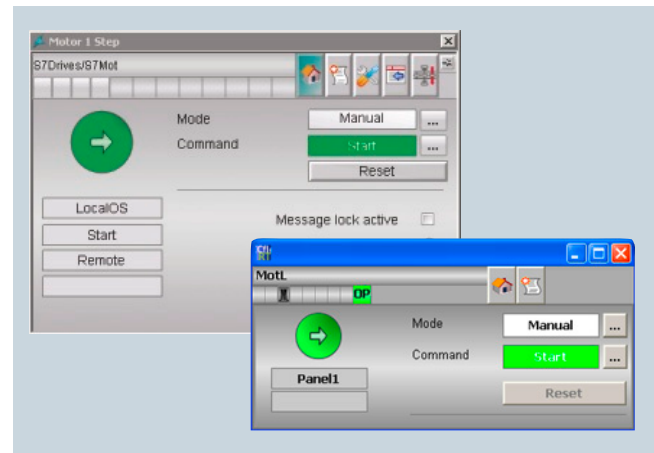 Motor 1 Step
S7Drives/S7Mot
Mode
Manual
...
Command
Start
...
Reset
LocalOS
Start
Remote
Message lock active
MotL
OP
Mode
Manual
...
Command
Start
...
Panel1
Reset